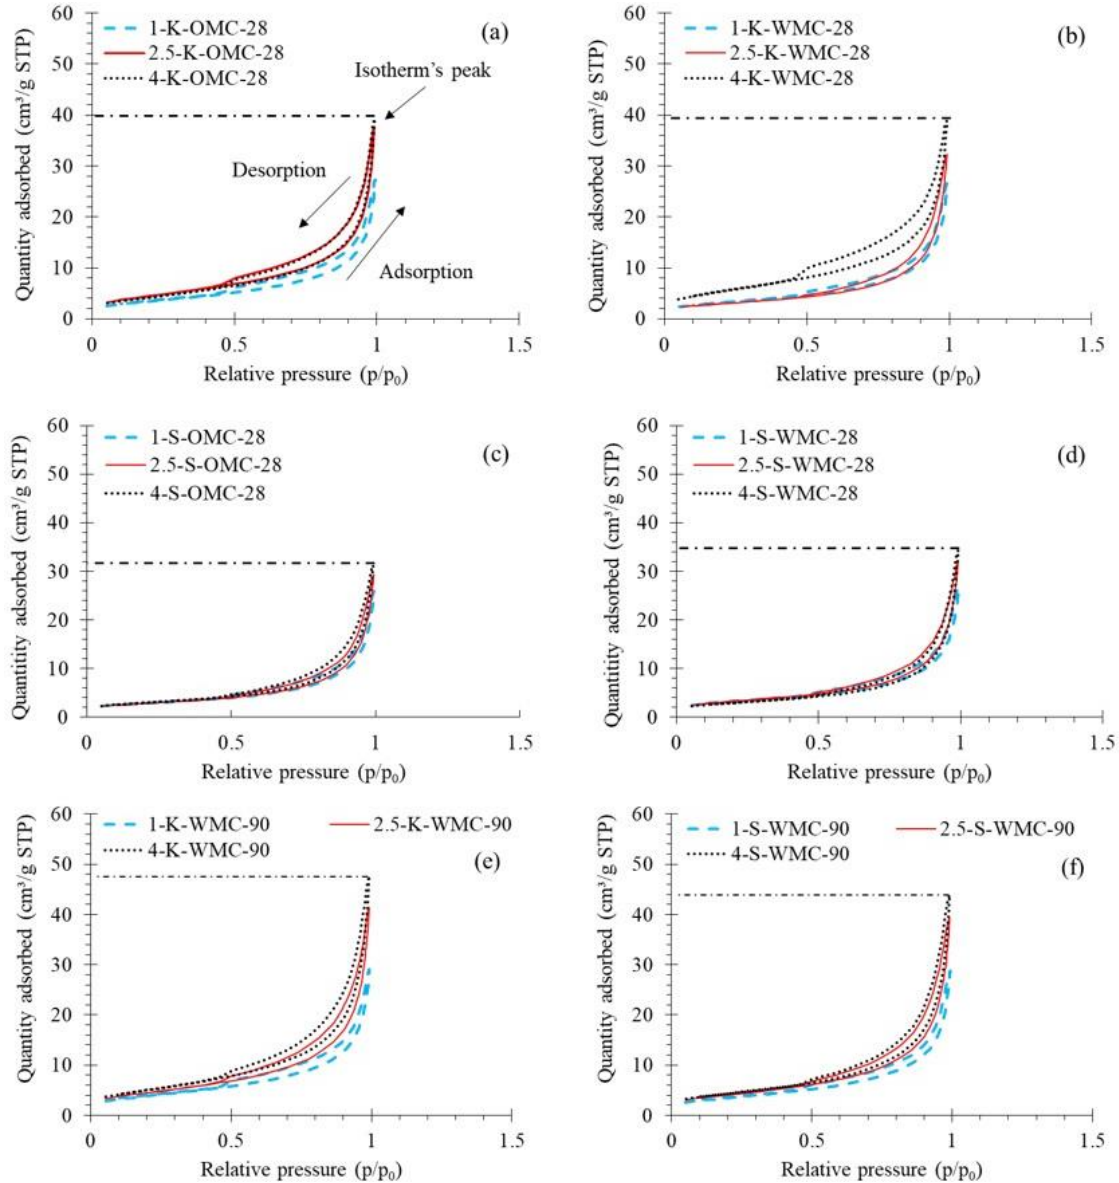 60
50
40
30
20
10
0
Quantity adsorbed (cm³/g STP)
1-K-OMC-28
2.5-K-OMC-28
4-K-OMC-28
(a)
Isotherm's peak
Desorption
Adsorption
0
0.5
1
1.5
Relative pressure (p/p₀)
60
50
40
30
20
10
0
Quantity adsorbed (cm³/g STP)
1-K-WMC-28
2.5-K-WMC-28
4-K-WMC-28
(b)
0
0.5
1
1.5
Relative pressure (p/p₀)
60
50
40
30
20
10
0
Quantitity adsorbed (cm³/g STP)
1-S-OMC-28
2.5-S-OMC-28
4-S-OMC-28
(c)
0
0.5
1
1.5
Relative pressure (p/p₀)
60
50
40
30
20
10
0
Quantity adsorbed (cm³/g STP)
1-S-WMC-28
2.5-S-WMC-28
4-S-WMC-28
(d)
0
0.5
1
1.5
Relative pressure (p/p₀)
60
50
40
30
20
10
0
Quantity adsorbed (cm³/g STP)
1-K-WMC-90
2.5-K-WMC-90
4-K-WMC-90
(e)
0
0.5
1
1.5
Relative pressure (p/p₀)
60
50
40
30
20
10
0
Quantity adsorbed (cm³/g STP)
1-S-WMC-90
2.5-S-WMC-90
4-S-WMC-90
(f)
0
0.5
1
1.5
Relative pressure (p/p₀)